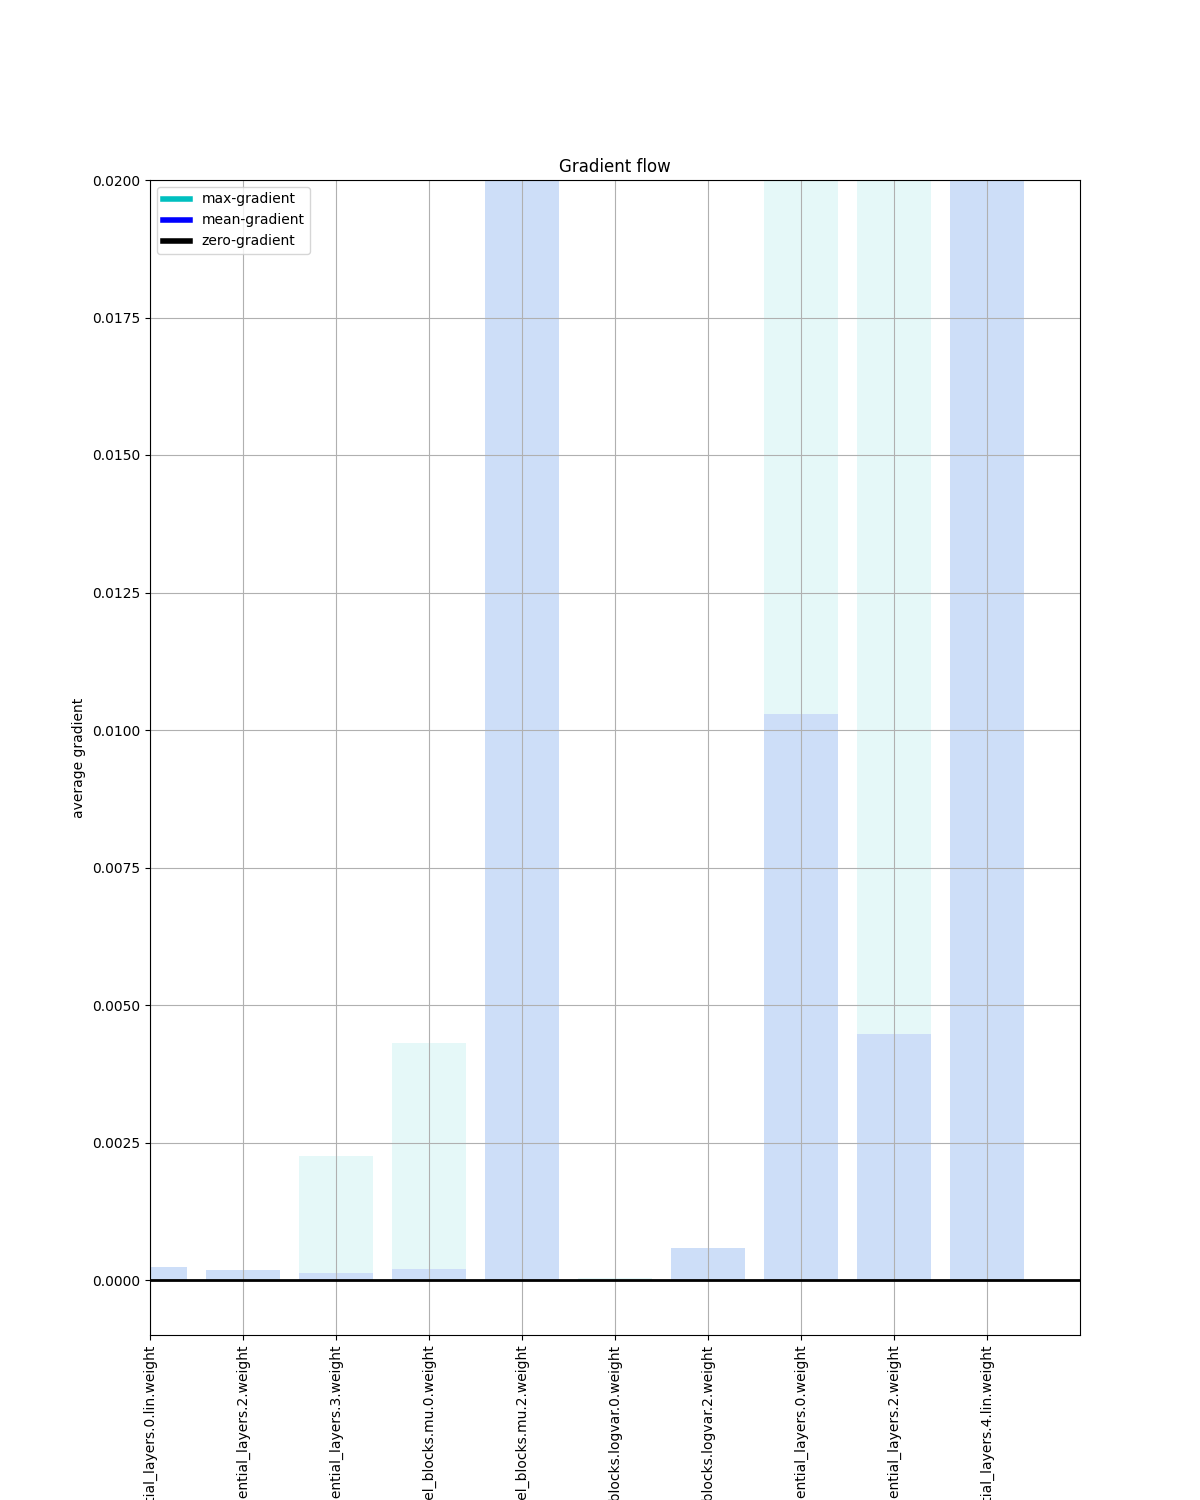 Gradient flow
max-gradient
mean-gradient
zero-gradient
0.0200
0.0175
0.0150
0.0125
0.0100
0.0075
0.0050
0.0025
0.0000
average gradient
tial_layers.0.lin.weight
ential_layers.2.weight
ential_layers.3.weight
el_blocks.mu.0.weight
el_blocks.mu.2.weight
blocks.logvar.0.weight
blocks.logvar.2.weight
ential_layers.0.weight
ential_layers.2.weight
tial_layers.4.lin.weight